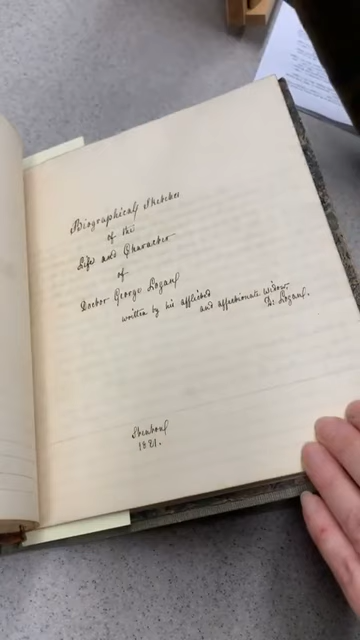 Biographical Sketches
of the
Life and Character
of
Doctor George Logan
written by his afflicted
and affectionate widow
D: Logan.
Stenton
1821.